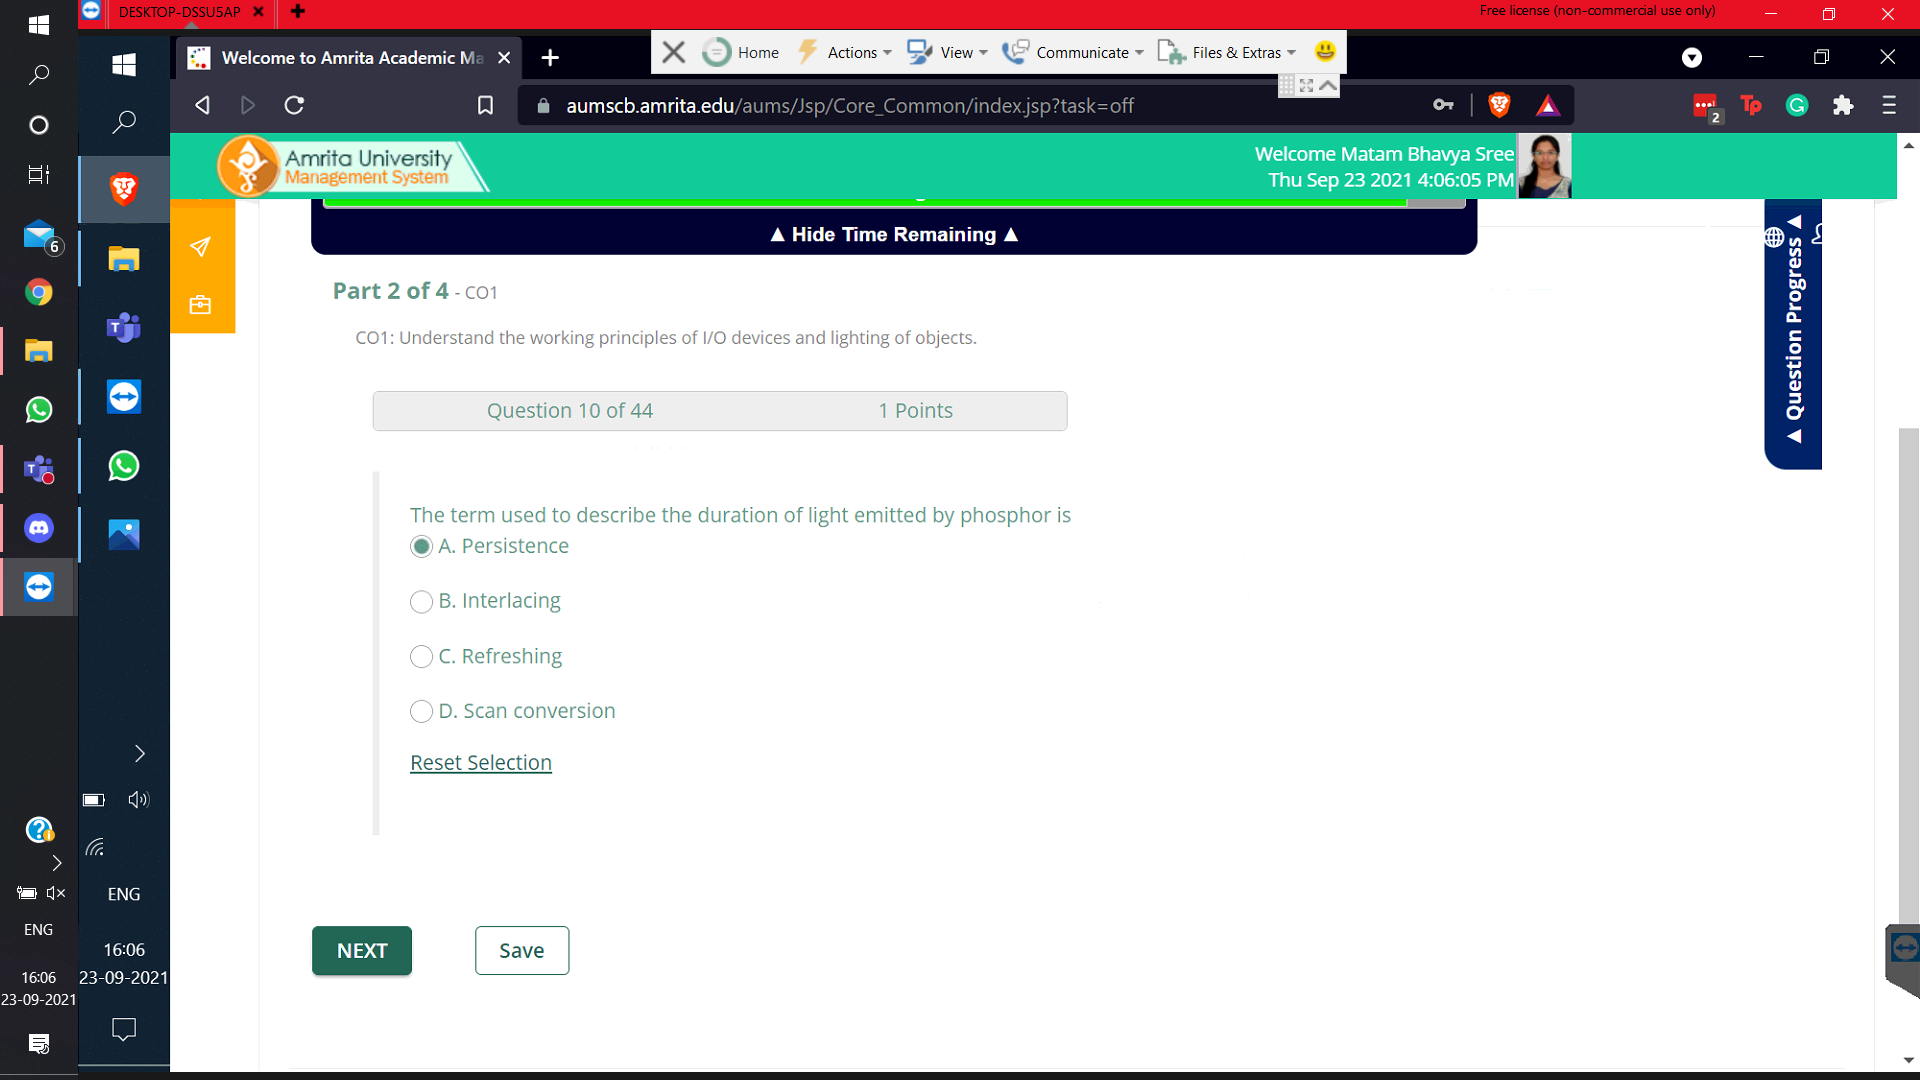 DESKTOP-DSSU5AP
Free license (non-commercial use only)
Welcome to Amrita Academic Ma
Home
Actions
View
Communicate
Files & Extras
aumscb.amrita.edu/aums/Jsp/Core_Common/index.jsp?task=off
2
Tp
G
Amrita University
Management System
Welcome Matam Bhavya Sree
Thu Sep 23 2021 4:06:05 PM
▲ Hide Time Remaining ▲
Part 2 of 4 - CO1
CO1: Understand the working principles of I/O devices and lighting of objects.
Question 10 of 44
1 Points
▲ Question Progress ▲
The term used to describe the duration of light emitted by phosphor is
A. Persistence
B. Interlacing
C. Refreshing
D. Scan conversion
Reset Selection
NEXT
Save
6
ENG
16:06
23-09-2021
ENG
16:06
23-09-2021